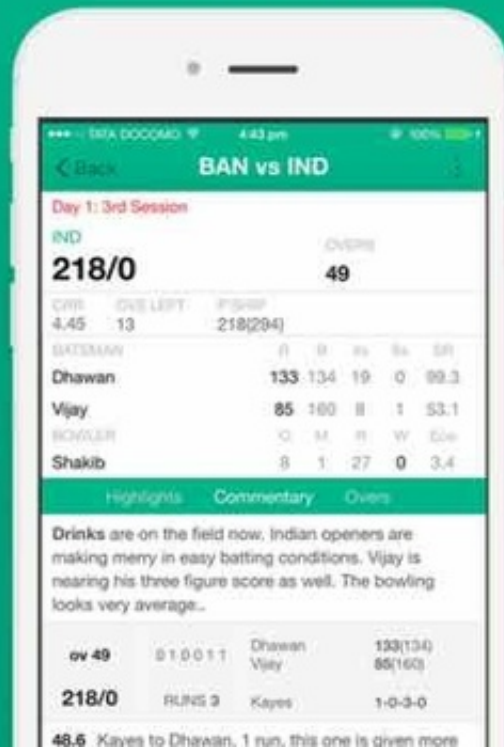 TATA DOCOMO 4:43 pm 100%
Back BAN vs IND
Day 1: 3rd Session
IND OVERS
218/0 49
CRR OVS LEFT P'SHIP
4.45 13 218(294)
BATSMAN R B 4s 6s SR
Dhawan 133 134 19 0 99.3
Vijay 85 160 8 1 53.1
BOWLER O M R W Eco
Shakib 8 1 27 0 3.4
Highlights Commentary Overs
Drinks are on the field now. Indian openers are
making merry in easy batting conditions. Vijay is
nearing his three figure score as well. The bowling
looks very average..
ov 49 0 1 0 0 1 1 Dhawan 133(134)
Vijay 85(160)
218/0 RUNS 3 Kayes 1-0-3-0
48.6 Kayes to Dhawan, 1 run, this one is given more